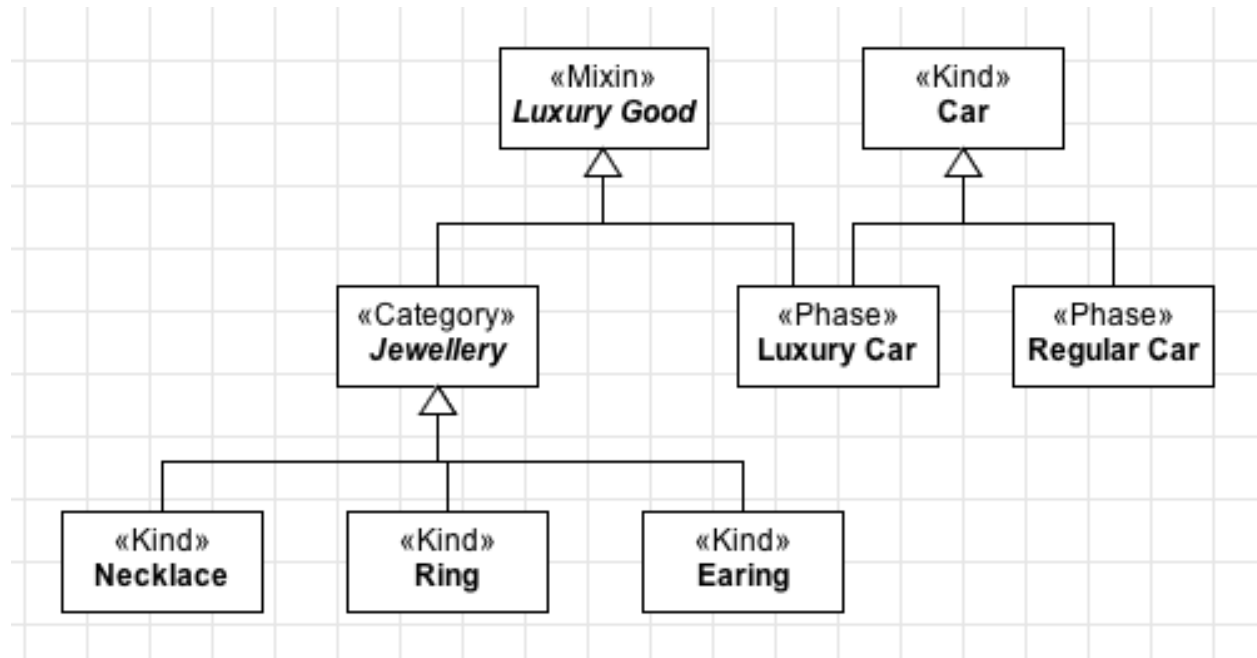 «Mixin»
Luxury Good
«Kind»
Car
«Category»
Jewellery
«Phase»
Luxury Car
«Phase»
Regular Car
«Kind»
Necklace
«Kind»
Ring
«Kind»
Earing